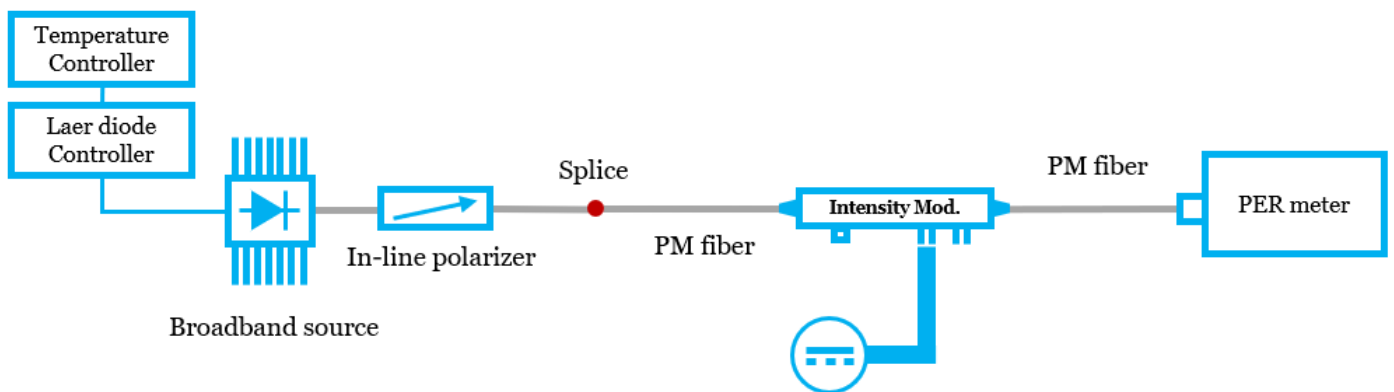 Temperature
Controller
Laer diode
Controller
Splice
PM fiber
Intensity Mod.
PER meter
In-line polarizer
PM fiber
Broadband source